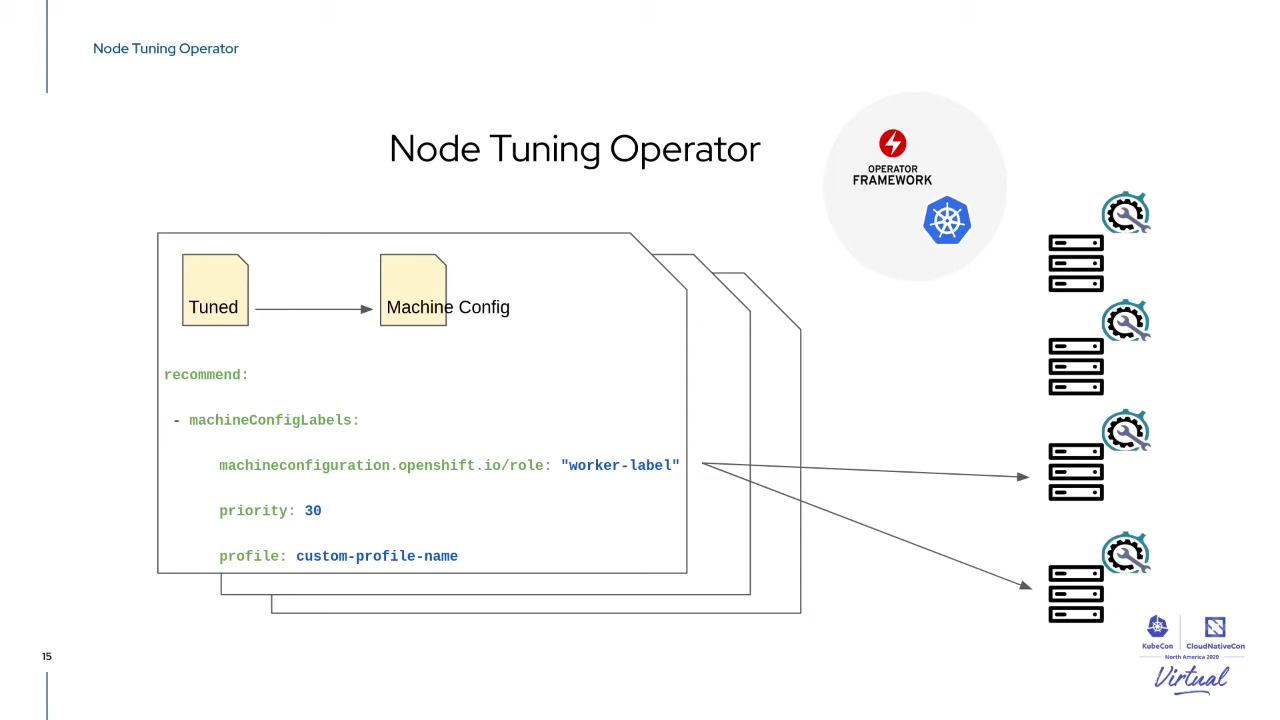 Node Tuning Operator
Node Tuning Operator
OPERATOR
FRAMEWORK
Tuned
Machine Config
recommend:
- machineConfigLabels:
machineconfiguration.openshift.io/role: "worker-label"
priority: 30
profile: custom-profile-name
15
KubeCon
CloudNativeCon
North America 2020
Virtual